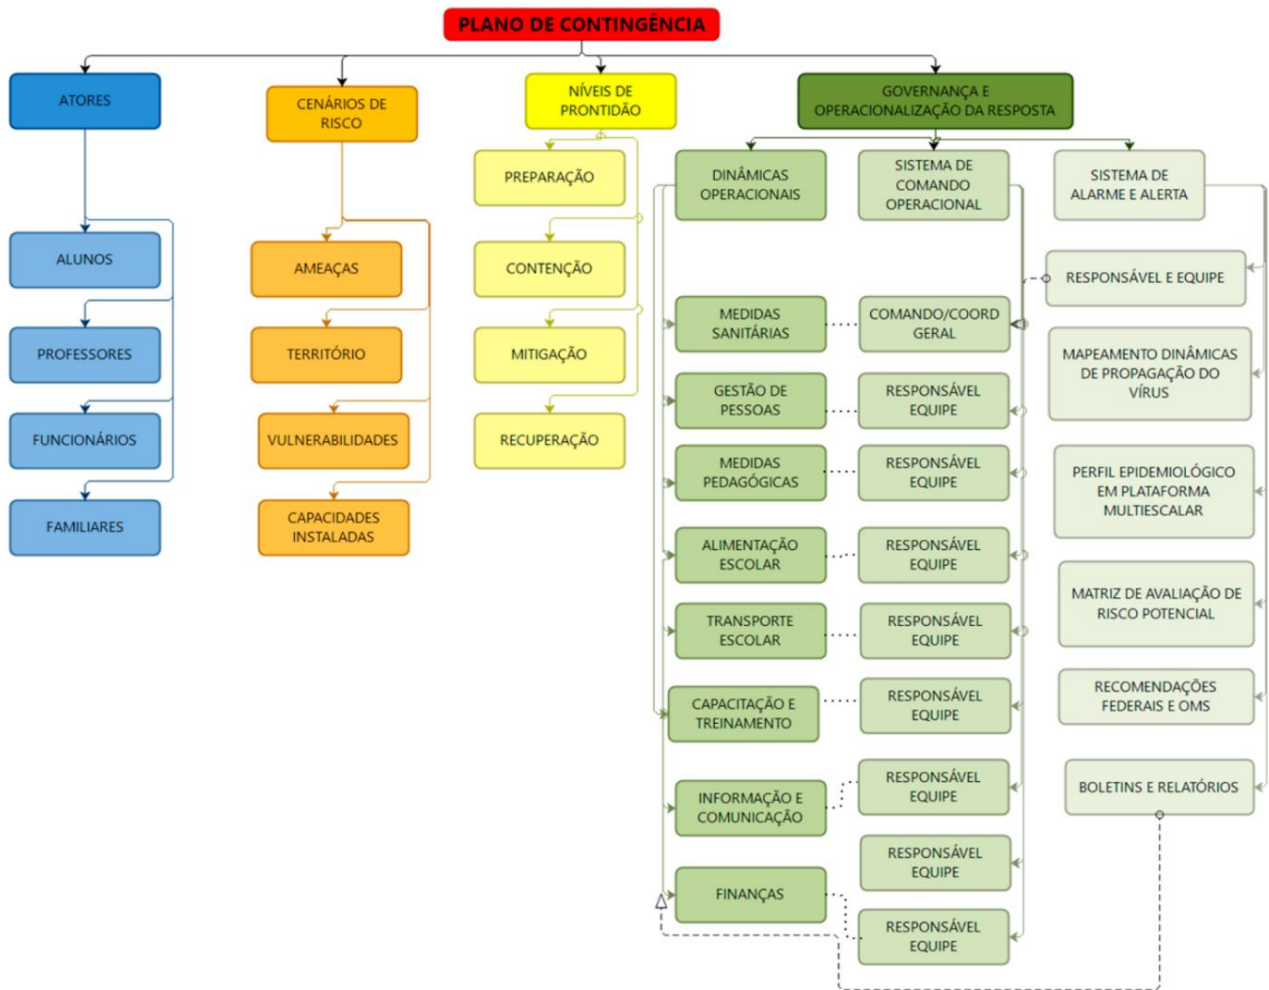 PLANO DE CONTINGÊNCIA
ATORES
ALUNOS
PROFESSORES
FUNCIONÁRIOS
FAMILIARES
CENÁRIOS DE
RISCO
AMEAÇAS
TERRITÓRIO
VULNERABILIDADES
CAPACIDADES
INSTALADAS
NÍVEIS DE
PRONTIDÃO
PREPARAÇÃO
CONTENÇÃO
MITIGAÇÃO
RECUPERAÇÃO
GOVERNANÇA E
OPERACIONALIZAÇÃO DA RESPOSTA
DINÂMICAS
OPERACIONAIS
MEDIDAS
SANITÁRIAS
GESTÃO DE
PESSOAS
MEDIDAS
PEDAGÓGICAS
ALIMENTAÇÃO
ESCOLAR
TRANSPORTE
ESCOLAR
CAPACITAÇÃO E
TREINAMENTO
INFORMAÇÃO E
COMUNICAÇÃO
FINANÇAS
SISTEMA DE
COMANDO
OPERACIONAL
COMANDO/COORD
GERAL
RESPONSÁVEL
EQUIPE
RESPONSÁVEL
EQUIPE
RESPONSÁVEL
EQUIPE
RESPONSÁVEL
EQUIPE
RESPONSÁVEL
EQUIPE
RESPONSÁVEL
EQUIPE
RESPONSÁVEL
EQUIPE
RESPONSÁVEL
EQUIPE
SISTEMA DE
ALARME E ALERTA
RESPONSÁVEL E EQUIPE
MAPEAMENTO DINÂMICAS
DE PROPAGAÇÃO DO
VÍRUS
PERFIL EPIDEMIOLÓGICO
EM PLATAFORMA
MULTIESCALAR
MATRIZ DE AVALIAÇÃO DE
RISCO POTENCIAL
RECOMENDAÇÕES
FEDERAIS E OMS
BOLETINS E RELATÓRIOS